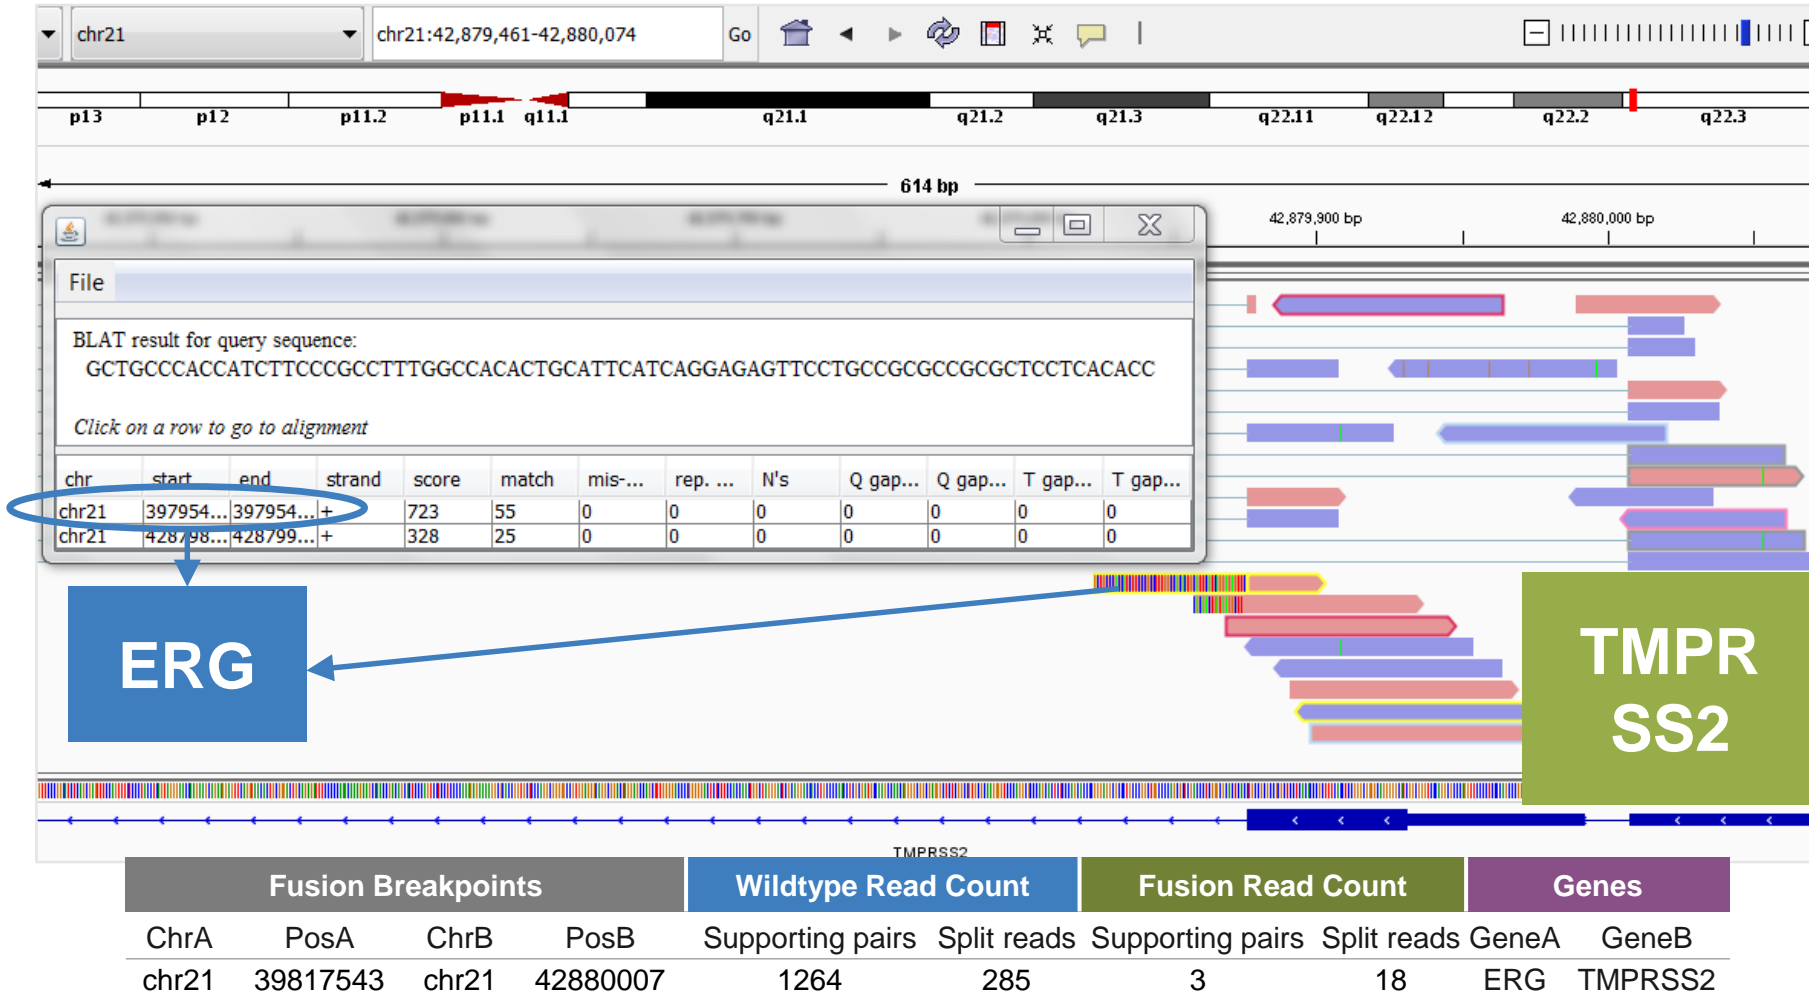 chr21 chr21:42,879,461-42,880,074 Go
p13 p12 p11.2 p11.1 q11.1 q21.1 q21.2 q21.3 q22.11 q22.12 q22.2 q22.3
614 bp
42,879,900 bp 42,880,000 bp
File
BLAT result for query sequence:
GCTGCCCACCATCTTCCCGCCTTTGGCCACACTGCATTCATCAGGAGAGTTCCTGCCGCGCCGCGCTCCTCACACC
Click on a row to go to alignment
chr start end strand score match mis-... rep. ... N's Q gap... Q gap... T gap... T gap...
chr21 397954... 397954... + 723 55 0 0 0 0 0 0 0
chr21 428798... 428799... + 328 25 0 0 0 0 0 0 0
ERG
TMPR
SS2
TMPRSS2
Fusion Breakpoints Wildtype Read Count Fusion Read Count Genes
ChrA PosA ChrB PosB Supporting pairs Split reads Supporting pairs Split reads GeneA GeneB
chr21 39817543 chr21 42880007 1264 285 3 18 ERG TMPRSS2